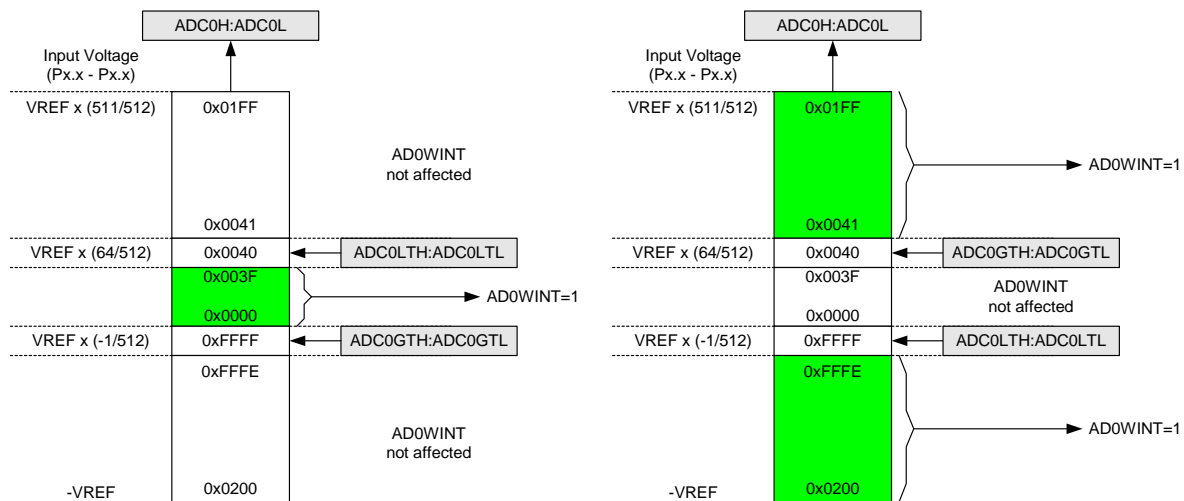 ADC0H:ADC0L
Input Voltage
(Px.x - Px.x)
VREF x (511/512)
0x01FF
AD0WINT
not affected
0x0041
VREF x (64/512)
0x0040
ADC0LTH:ADC0LTL
0x003F
AD0WINT=1
0x0000
VREF x (-1/512)
0xFFFF
ADC0GTH:ADC0GTL
0xFFFE
AD0WINT
not affected
-VREF
0x0200
ADC0H:ADC0L
Input Voltage
(Px.x - Px.x)
VREF x (511/512)
0x01FF
AD0WINT=1
0x0041
VREF x (64/512)
0x0040
ADC0GTH:ADC0GTL
0x003F
AD0WINT
not affected
0x0000
VREF x (-1/512)
0xFFFF
ADC0LTH:ADC0LTL
0xFFFE
AD0WINT=1
-VREF
0x0200